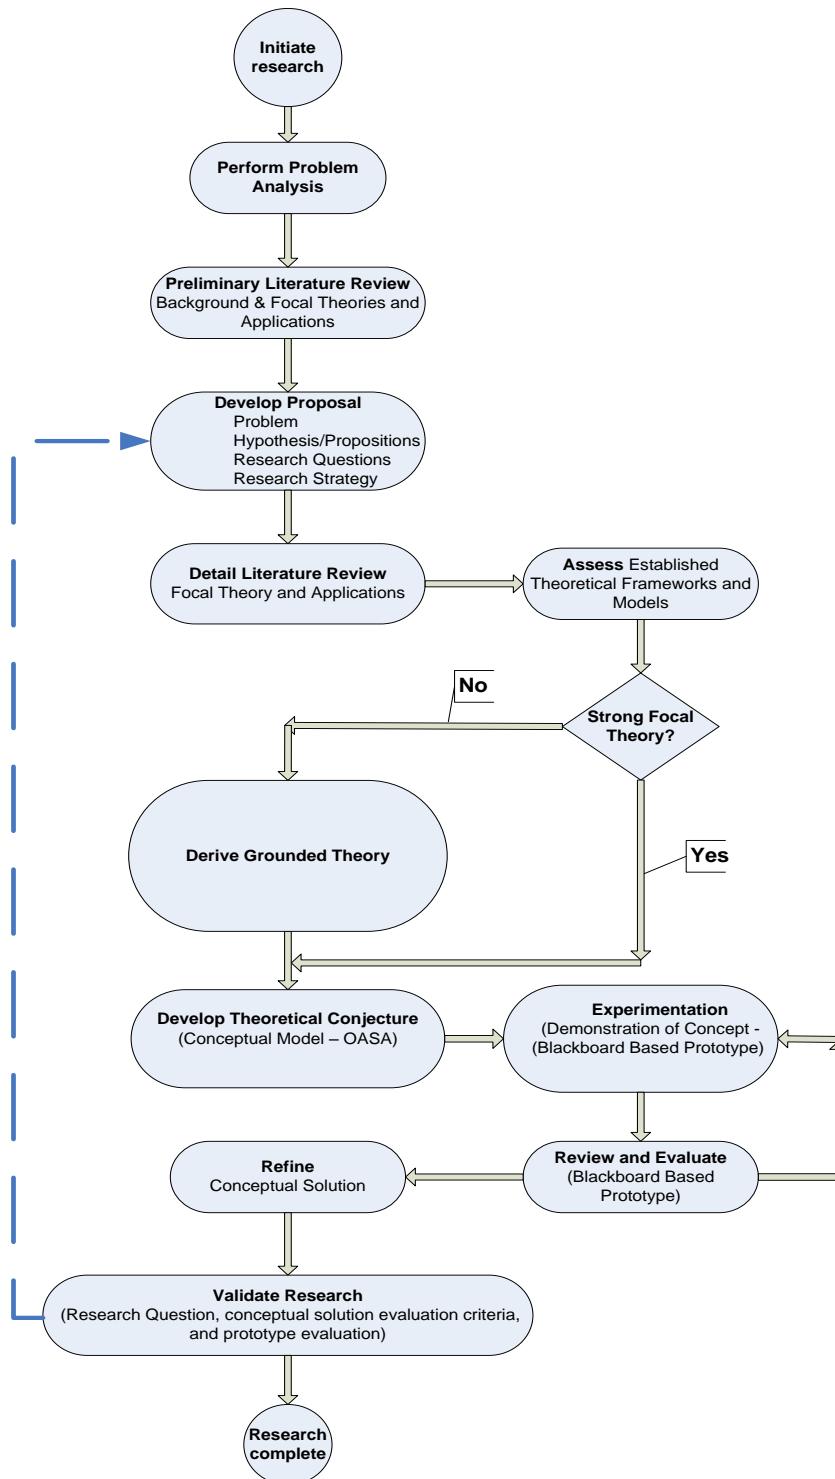 Initiate
research
Perform Problem
Analysis
Preliminary Literature Review
Background & Focal Theories and
Applications
Develop Proposal
Problem
Hypothesis/Propositions
Research Questions
Research Strategy
Detail Literature Review
Focal Theory and Applications
Assess Established
Theoretical Frameworks and
Models
No
Strong Focal
Theory?
Derive Grounded Theory
Yes
Develop Theoretical Conjecture
(Conceptual Model – OASA)
Experimentation
(Demonstration of Concept -
(Blackboard Based Prototype)
Review and Evaluate
(Blackboard Based
Prototype)
Refine
Conceptual Solution
Validate Research
(Research Question, conceptual solution evaluation criteria,
and prototype evaluation)
Research
complete